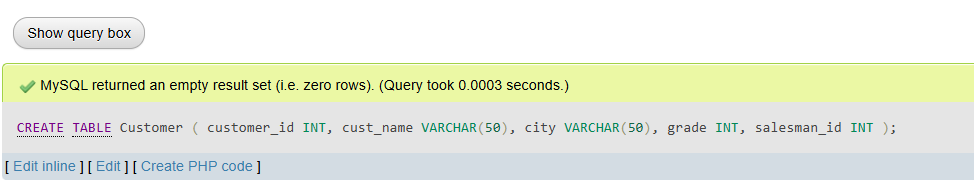 Show query box
MySQL returned an empty result set (i.e. zero rows). (Query took 0.0003 seconds.)
CREATE TABLE Customer ( customer_id INT, cust_name VARCHAR(50), city VARCHAR(50), grade INT, salesman_id INT );
[ Edit inline ] [ Edit ] [ Create PHP code ]